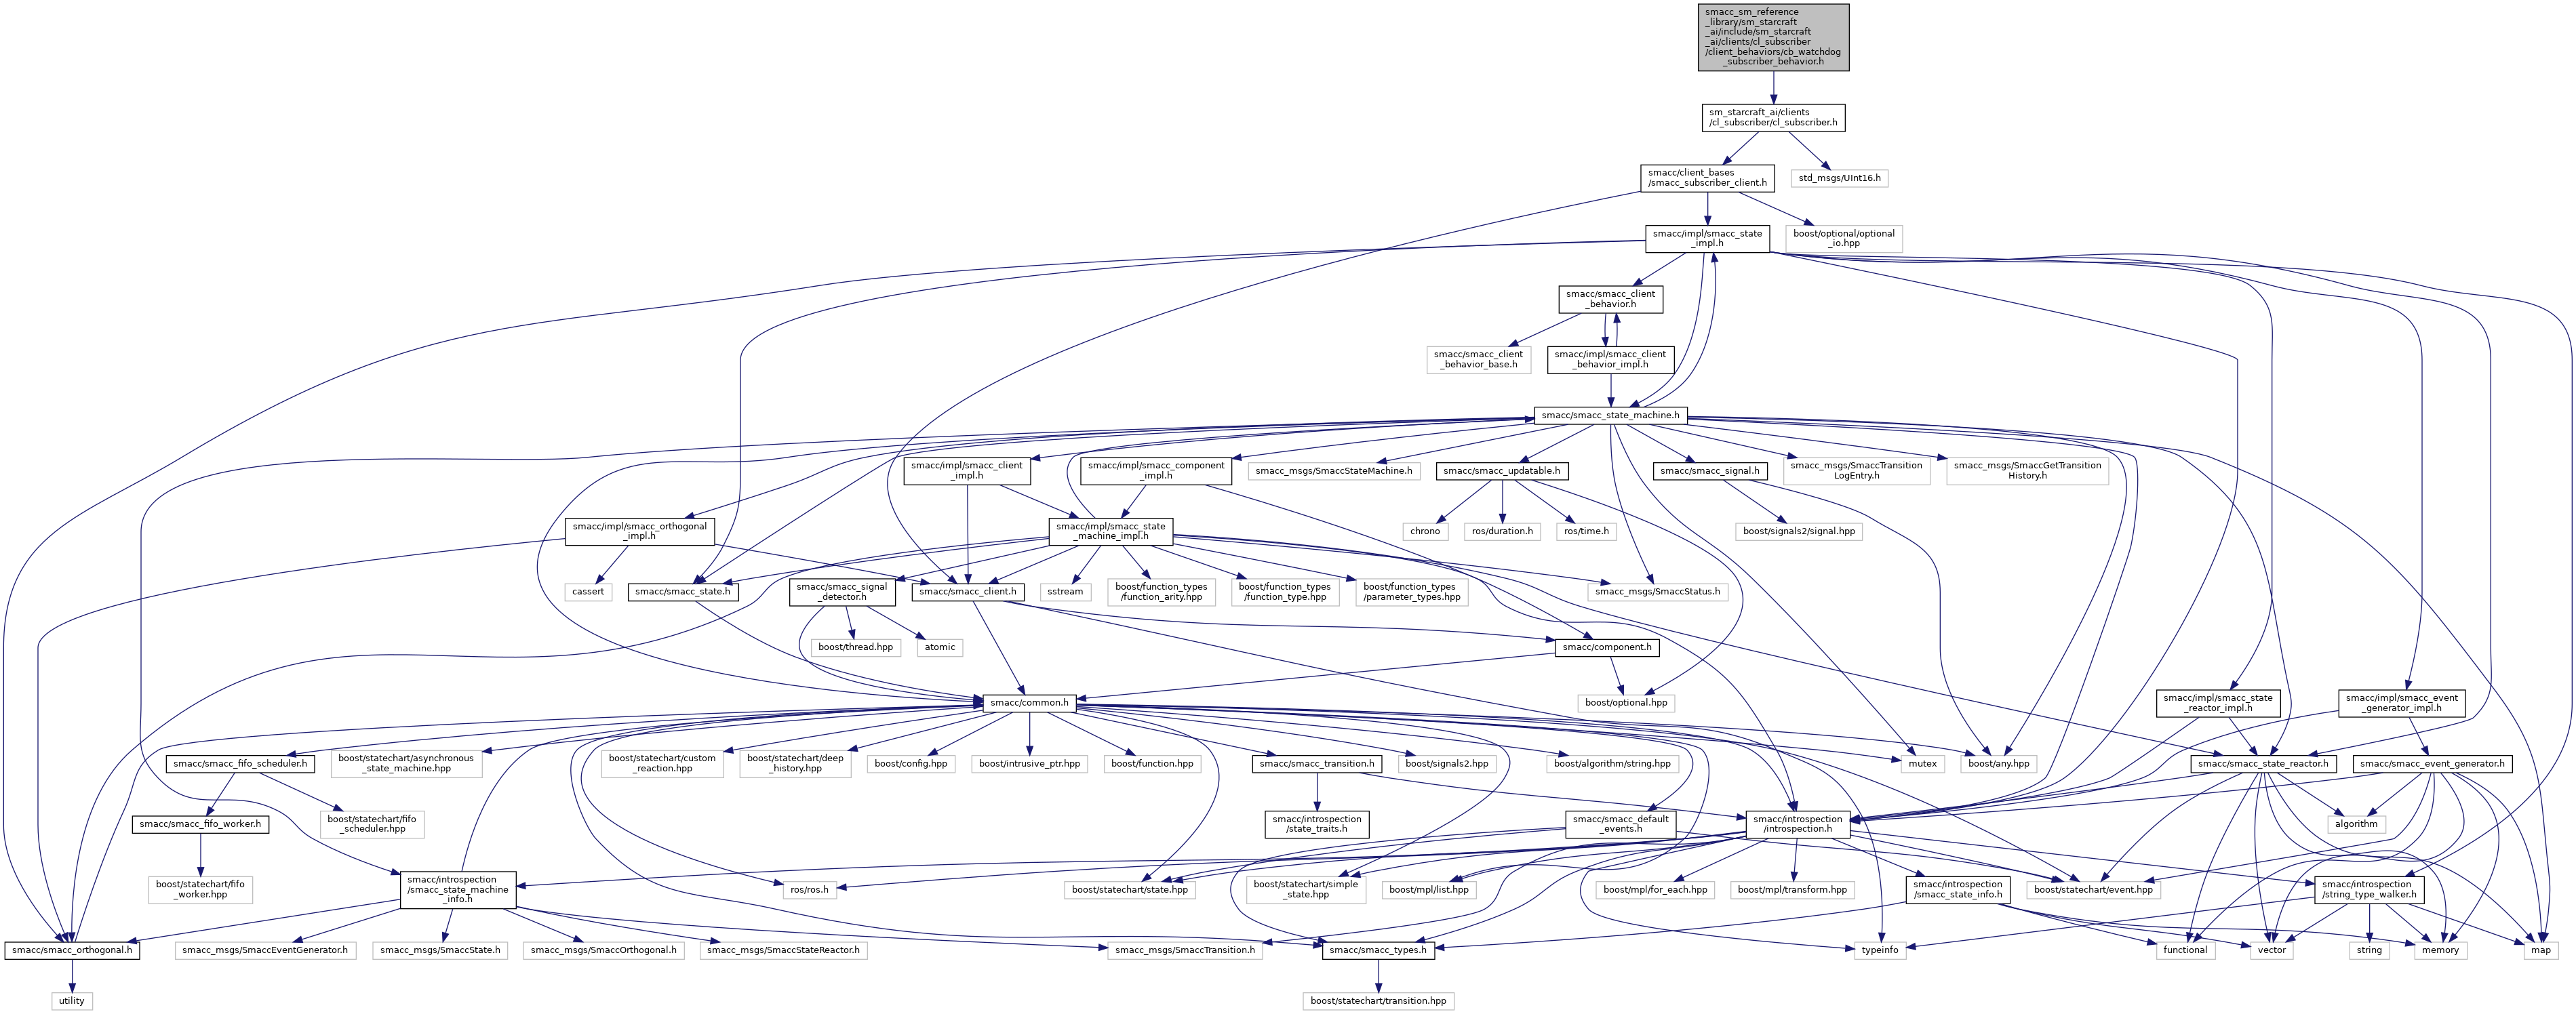 smacc_sm_reference
_library/sm_starcraft
_ai/include/sm_starcraft
_ai/clients/cl_subscriber
/client_behaviors/cb_watchdog
_subscriber_behavior.h
sm_starcraft_ai/clients
/cl_subscriber/cl_subscriber.h
smacc/client_bases
/smacc_subscriber_client.h
std_msgs/UInt16.h
smacc/impl/smacc_state
_impl.h
boost/optional/optional
_io.hpp
smacc/smacc_client
_behavior.h
smacc/smacc_client
_behavior_base.h
smacc/impl/smacc_client
_behavior_impl.h
smacc/smacc_state_machine.h
smacc/impl/smacc_client
_impl.h
smacc/impl/smacc_component
_impl.h
smacc_msgs/SmaccStateMachine.h
smacc/smacc_updatable.h
smacc/smacc_signal.h
smacc_msgs/SmaccTransition
LogEntry.h
smacc_msgs/SmaccGetTransition
History.h
smacc/impl/smacc_orthogonal
_impl.h
smacc/impl/smacc_state
_machine_impl.h
chrono
ros/duration.h
ros/time.h
boost/signals2/signal.hpp
cassert
smacc/smacc_state.h
smacc/smacc_signal
_detector.h
smacc/smacc_client.h
sstream
boost/function_types
/function_arity.hpp
boost/function_types
/function_type.hpp
boost/function_types
/parameter_types.hpp
smacc_msgs/SmaccStatus.h
boost/thread.hpp
atomic
smacc/component.h
smacc/common.h
boost/optional.hpp
smacc/impl/smacc_state
_reactor_impl.h
smacc/impl/smacc_event
_generator_impl.h
smacc/smacc_fifo_scheduler.h
boost/statechart/asynchronous
_state_machine.hpp
boost/statechart/custom
_reaction.hpp
boost/statechart/deep
_history.hpp
boost/config.hpp
boost/intrusive_ptr.hpp
boost/function.hpp
smacc/smacc_transition.h
boost/signals2.hpp
boost/algorithm/string.hpp
mutex
boost/any.hpp
smacc/smacc_state_reactor.h
smacc/smacc_event_generator.h
smacc/smacc_fifo_worker.h
boost/statechart/fifo
_scheduler.hpp
smacc/introspection
/state_traits.h
smacc/smacc_default
_events.h
smacc/introspection
/introspection.h
algorithm
boost/statechart/fifo
_worker.hpp
smacc/introspection
/smacc_state_machine
_info.h
ros/ros.h
boost/statechart/state.hpp
boost/statechart/simple
_state.hpp
boost/mpl/list.hpp
boost/mpl/for_each.hpp
boost/mpl/transform.hpp
smacc/introspection
/smacc_state_info.h
boost/statechart/event.hpp
smacc/introspection
/string_type_walker.h
smacc/smacc_orthogonal.h
smacc_msgs/SmaccEventGenerator.h
smacc_msgs/SmaccState.h
smacc_msgs/SmaccOrthogonal.h
smacc_msgs/SmaccStateReactor.h
smacc_msgs/SmaccTransition.h
smacc/smacc_types.h
typeinfo
functional
vector
string
memory
map
utility
boost/statechart/transition.hpp